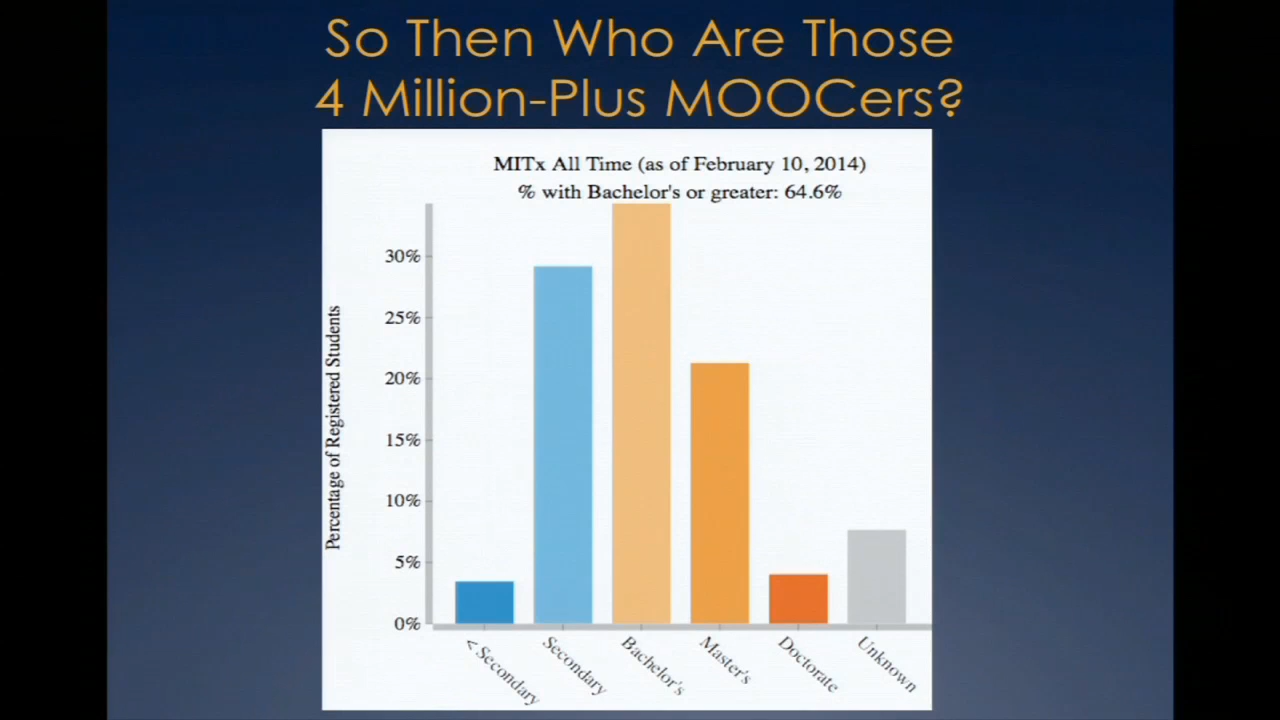 So Then Who Are Those
4 Million-Plus MOOCers?
MITx All Time (as of February 10, 2014)
% with Bachelor's or greater: 64.6%
Percentage of Registered Students
30%
25%
20%
15%
10%
5%
0%
< Secondary
Secondary
Bachelor's
Master's
Doctorate
Unknown